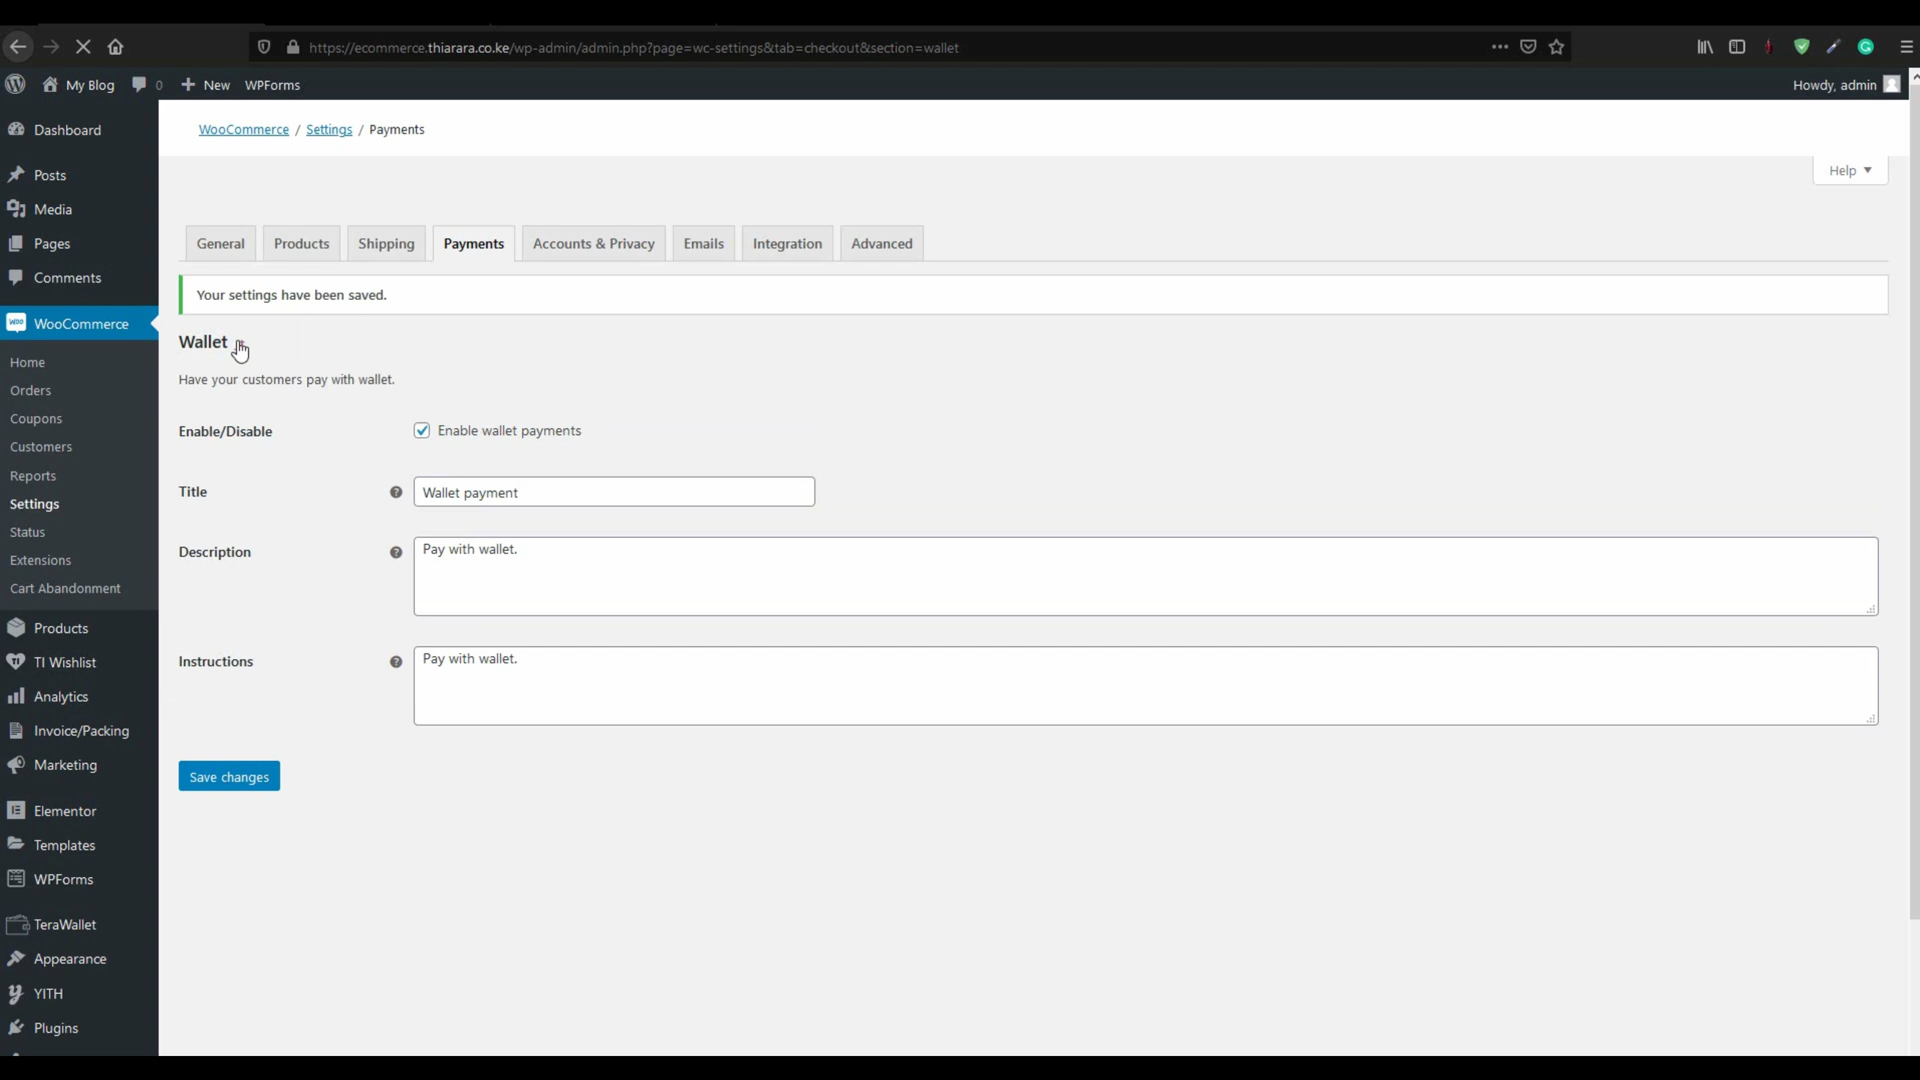 https://ecommerce.thiarara.co.ke/wp-admin/admin.php?page=wc-settings&tab=checkout&section=wallet
My Blog 0 New WPForms Howdy, admin
WooCommerce / Settings / Payments
Help
General Products Shipping Payments Accounts & Privacy Emails Integration Advanced
Your settings have been saved.
Wallet
Have your customers pay with wallet.
Enable/Disable Enable wallet payments
Title Wallet payment
Description Pay with wallet.
Instructions Pay with wallet.
Save changes
Dashboard
Posts
Media
Pages
Comments
WooCommerce
Home
Orders
Coupons
Customers
Reports
Settings
Status
Extensions
Cart Abandonment
Products
TI Wishlist
Analytics
Invoice/Packing
Marketing
Elementor
Templates
WPForms
TeraWallet
Appearance
YITH
Plugins